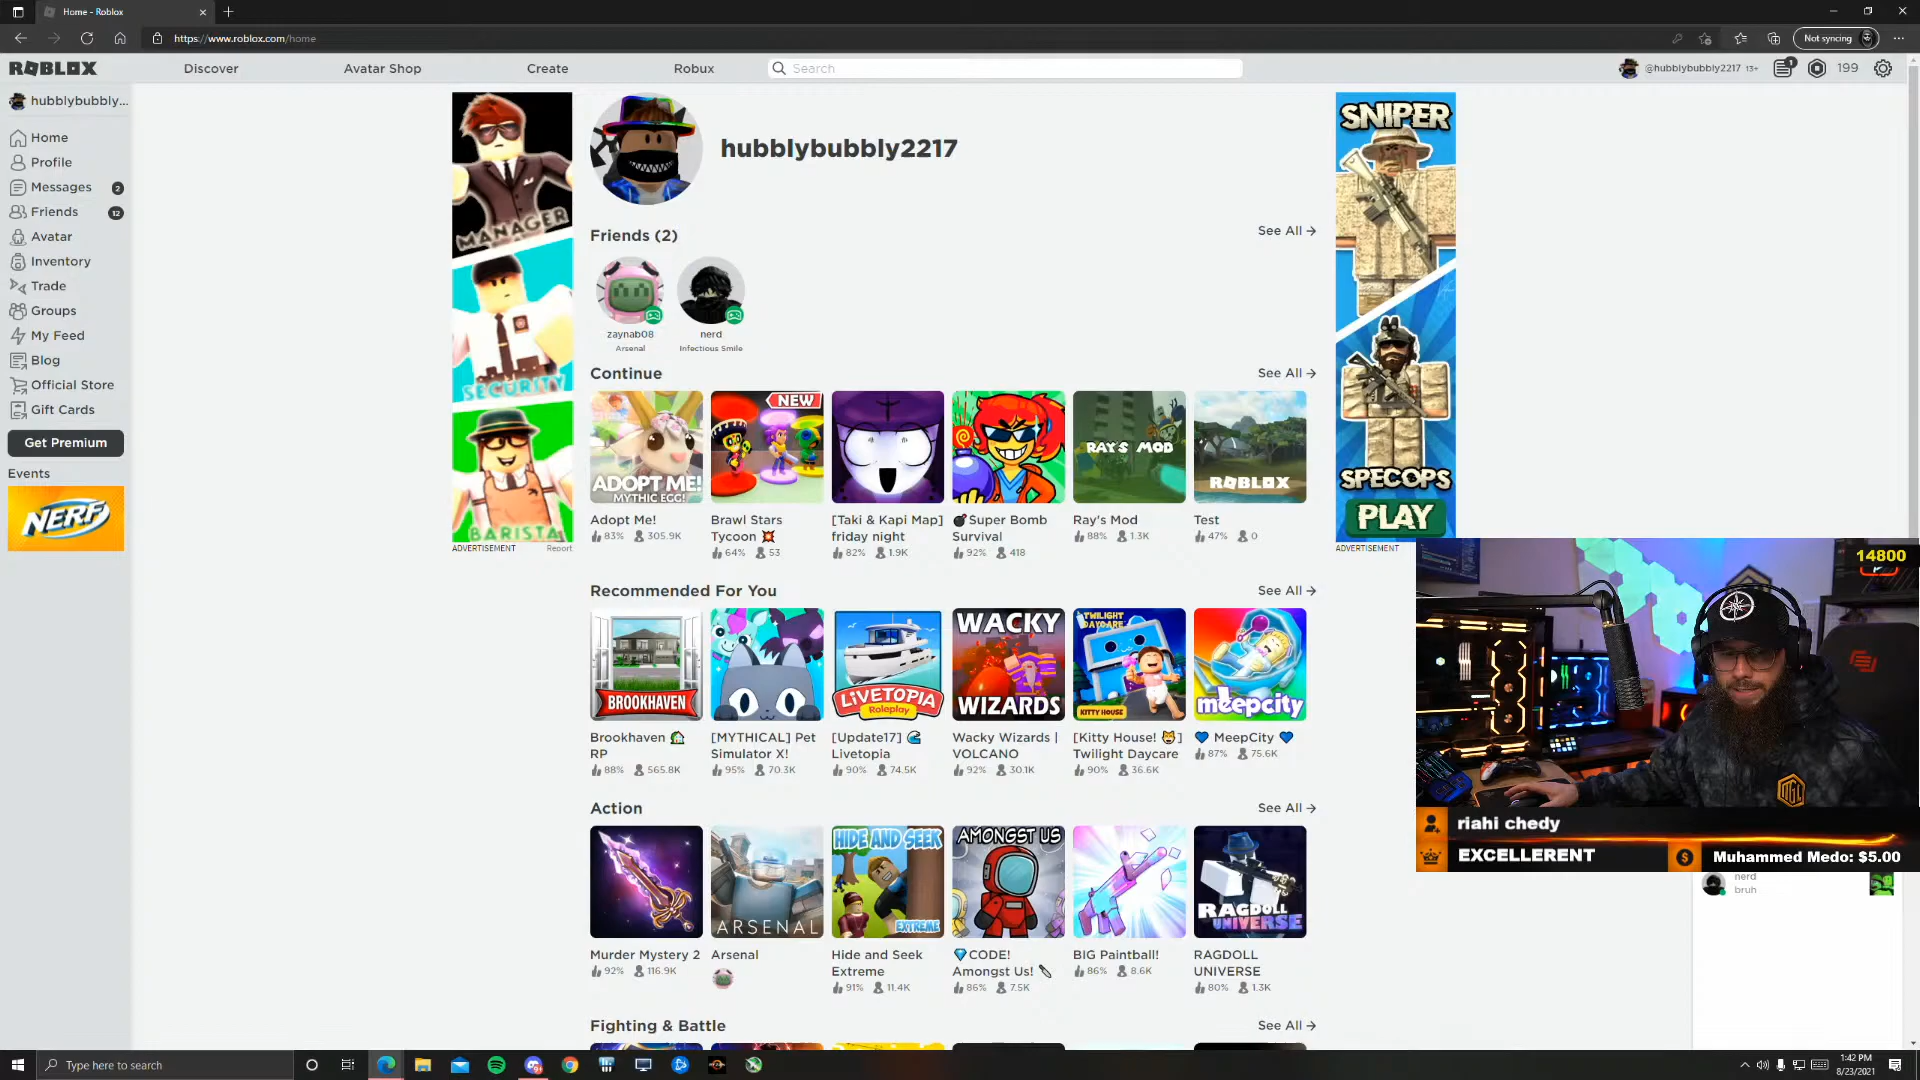 Home - Roblox
https://www.roblox.com/home
Not syncing
ROBLOX
Discover
Avatar Shop
Create
Robux
Search
@hubblybubbly2217 13+
1
199
hubblybubbly...
Home
Profile
Messages 2
Friends 12
Avatar
Inventory
Trade
Groups
My Feed
Blog
Official Store
Gift Cards
Get Premium
Events
NERF
MANAGER
SECURITY
BARISTA
ADVERTISEMENT
Report
hubblybubbly2217
Friends (2)
See All →
zaynab08
Arsenal
nerd
Infectious Smile
Continue
See All →
ADOPT ME!
MYTHIC EGG!
NEW
RAY'S MOD
ROBLOX
Adopt Me!
83% 305.9K
Brawl Stars
Tycoon
64% 53
[Taki & Kapi Map]
friday night
82% 1.9K
Super Bomb
Survival
92% 418
Ray's Mod
88% 1.3K
Test
47% 0
SNIPER
SPECOPS
PLAY
ADVERTISEMENT
Recommended For You
See All →
BROOKHAVEN
LIVETOPIA
Roleplay
WACKY
WIZARDS
TWILIGHT
DAYCARE
KITTY HOUSE
meepcity
Brookhaven
RP
88% 565.8K
[MYTHICAL] Pet
Simulator X!
95% 70.3K
[Update17]
Livetopia
90% 74.5K
Wacky Wizards |
VOLCANO
92% 30.1K
[Kitty House! ]
Twilight Daycare
90% 36.6K
MeepCity
87% 75.6K
Action
See All →
ARSENAL
HIDE AND SEEK
EXTREME
AMONGST US
RAGDOLL
UNIVERSE
Murder Mystery 2
92% 116.9K
Arsenal
Hide and Seek
Extreme
91% 11.4K
CODE!
Amongst Us!
86% 7.5K
BIG Paintball!
86% 8.6K
RAGDOLL
UNIVERSE
80% 1.3K
Fighting & Battle
See All →
14800
riahi chedy
EXCELLERENT
Muhammed Medo: $5.00
nerd
bruh
Type here to search
1:42 PM
8/23/2021